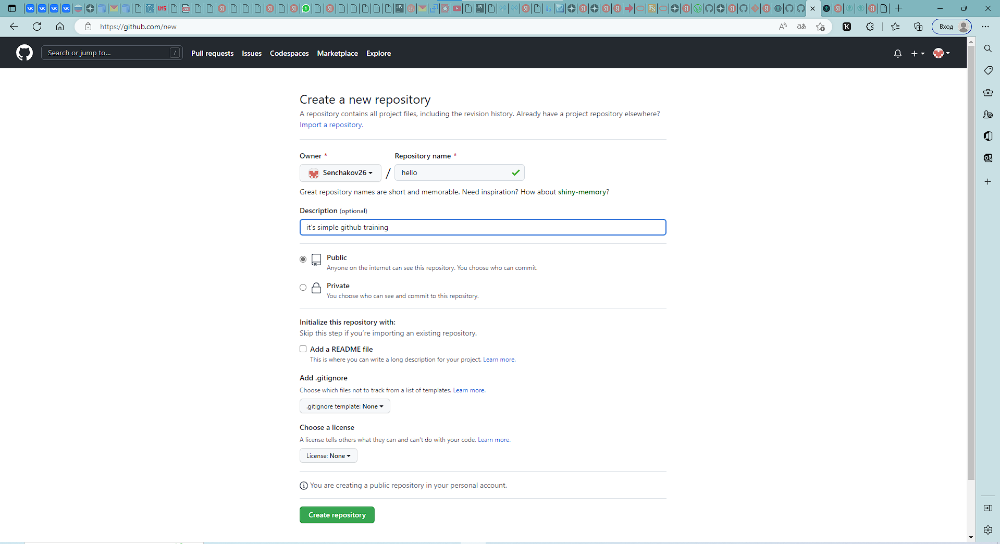 https://github.com/new
Вход
Search or jump to...
/
Pull requests
Issues
Codespaces
Marketplace
Explore
Create a new repository
A repository contains all project files, including the revision history. Already have a project repository elsewhere?
Import a repository.
Owner *
Repository name *
Senchakov26
/
hello
Great repository names are short and memorable. Need inspiration? How about shiny-memory?
Description (optional)
it's simple github training
Public
Anyone on the internet can see this repository. You choose who can commit.
Private
You choose who can see and commit to this repository.
Initialize this repository with:
Skip this step if you're importing an existing repository.
Add a README file
This is where you can write a long description for your project. Learn more.
Add .gitignore
Choose which files not to track from a list of templates. Learn more.
.gitignore template: None
Choose a license
A license tells others what they can and can't do with your code. Learn more.
License: None
You are creating a public repository in your personal account.
Create repository